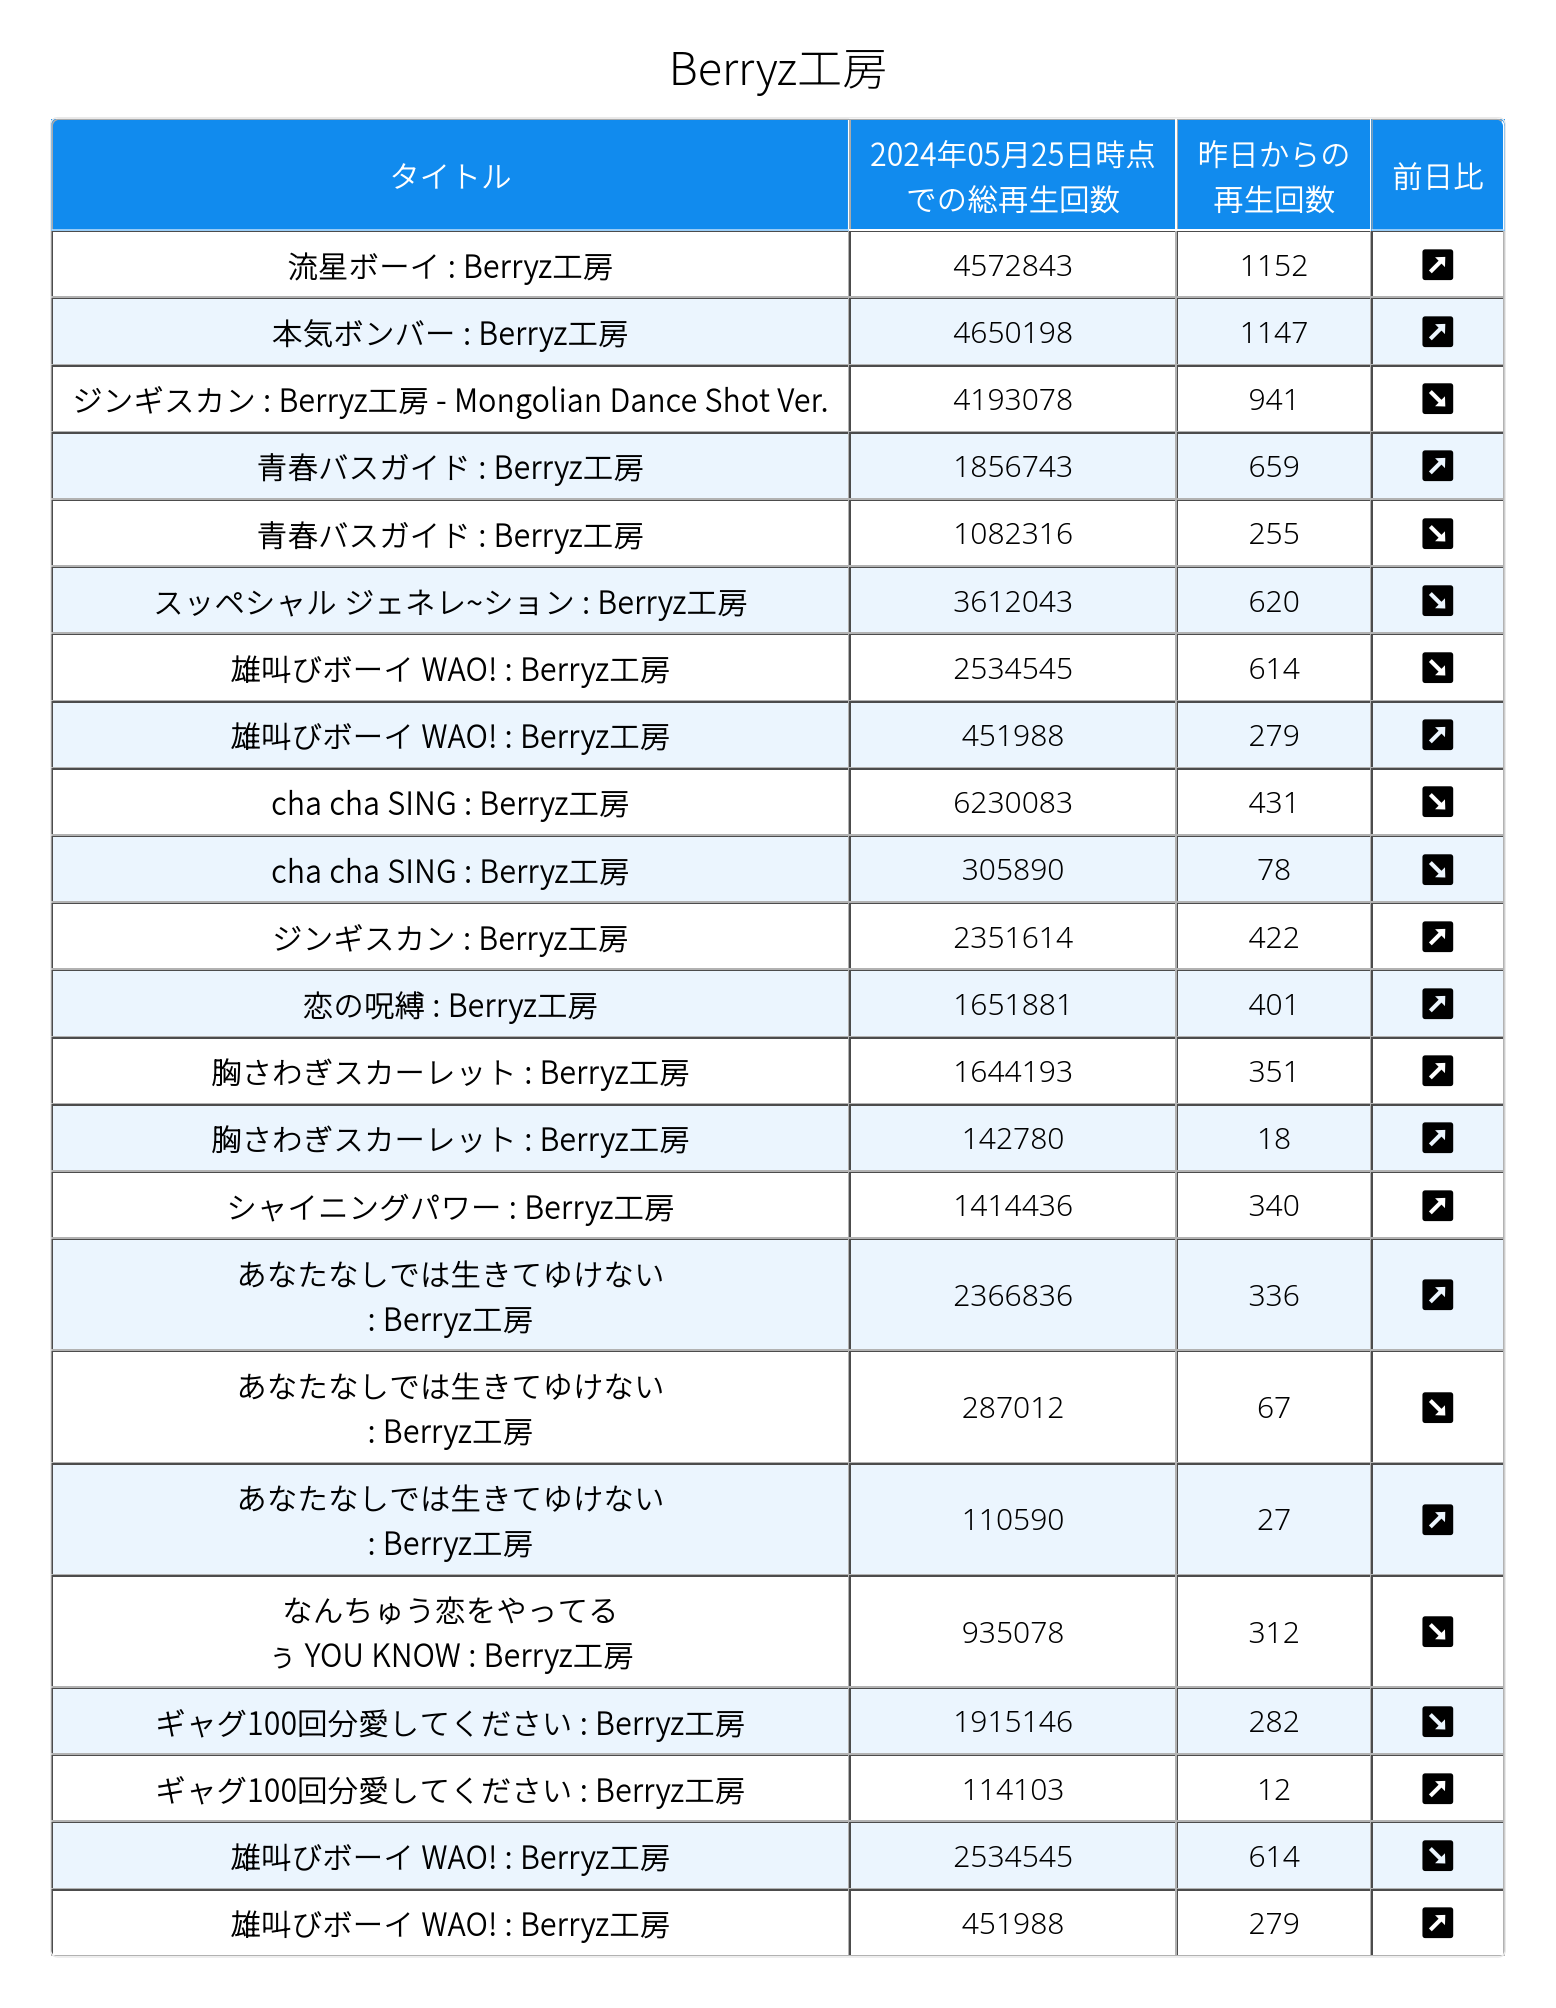 Berryz工房
タイトル
2024年05月25日時点
での総再生回数
昨日からの
再生回数
前日比
流星ボーイ : Berryz工房 4572843 1152
本気ボンバー : Berryz工房 4650198 1147
ジンギスカン : Berryz工房 - Mongolian Dance Shot Ver. 4193078 941
青春バスガイド : Berryz工房 1856743 659
青春バスガイド : Berryz工房 1082316 255
スッペシャル ジェネレ~ション : Berryz工房 3612043 620
雄叫びボーイ WAO! : Berryz工房 2534545 614
雄叫びボーイ WAO! : Berryz工房 451988 279
cha cha SING : Berryz工房 6230083 431
cha cha SING : Berryz工房 305890 78
ジンギスカン : Berryz工房 2351614 422
恋の呪縛 : Berryz工房 1651881 401
胸さわぎスカーレット : Berryz工房 1644193 351
胸さわぎスカーレット : Berryz工房 142780 18
シャイニングパワー : Berryz工房 1414436 340
あなたなしでは生きてゆけない
: Berryz工房
2366836 336
あなたなしでは生きてゆけない
: Berryz工房
287012 67
あなたなしでは生きてゆけない
: Berryz工房
110590 27
なんちゅう恋をやってる
ぅ YOU KNOW : Berryz工房
935078 312
ギャグ100回分愛してください : Berryz工房 1915146 282
ギャグ100回分愛してください : Berryz工房 114103 12
雄叫びボーイ WAO! : Berryz工房 2534545 614
雄叫びボーイ WAO! : Berryz工房 451988 279